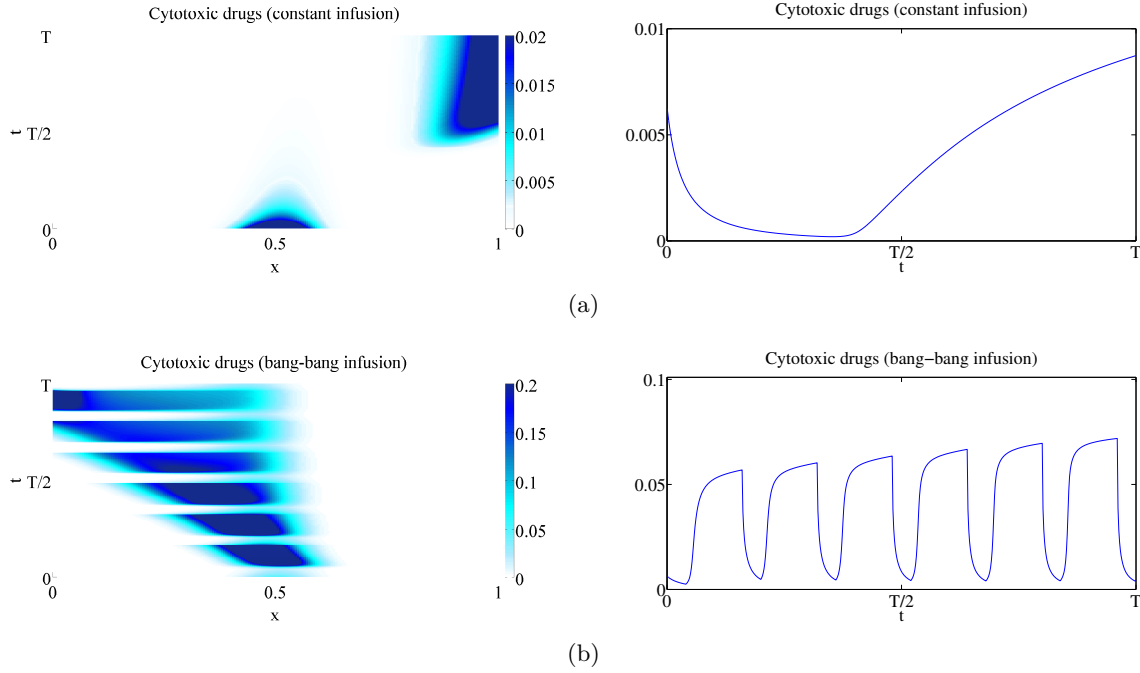 Cytotoxic drugs (constant infusion)
T
T/2
0
t
0
0.5
1
x
0.02
0.015
0.01
0.005
0
Cytotoxic drugs (constant infusion)
0.01
0.005
0
0
T/2
T
t
(a)
Cytotoxic drugs (bang-bang infusion)
T
T/2
0
t
0
0.5
1
x
0.2
0.15
0.1
0.05
0
Cytotoxic drugs (bang−bang infusion)
0.1
0.05
0
0
T/2
T
t
(b)